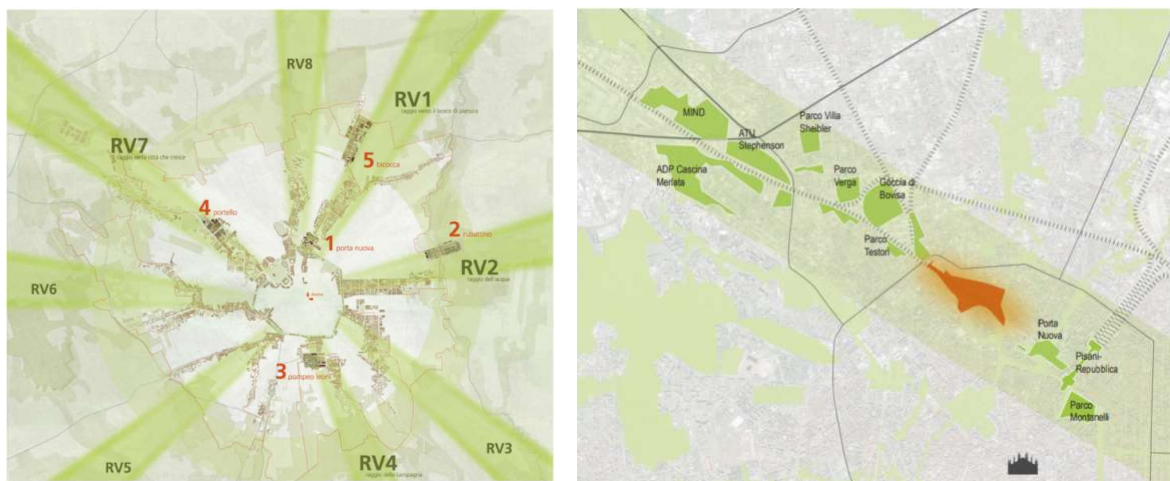 RV8
RV1
raggio verso il bosco di pianura
RV7
raggio della città che cresce
5 bicocca
4 portello
1 porta nuova
2 rubattino
RV2
raggio dell'acqua
RV6
3 pompeo leoni
RV3
RV5
RV4
raggio della campagna
MIND
Parco Villa
Sheibler
ATU
Stephenson
ADP Cascina
Merlata
Parco
Verga
Goccia di
Bovisa
Parco
Testori
Porta
Nuova
Pisani-
Repubblica
Parco
Montanelli